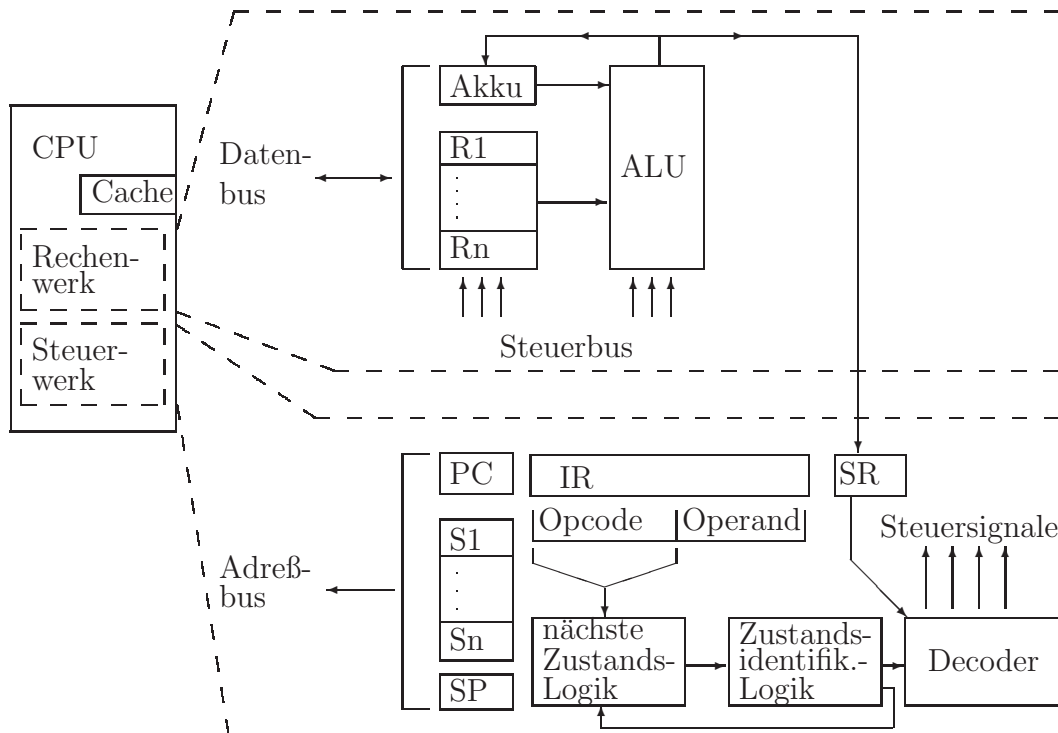 CPU
Cache
Rechen-
werk
Steuer-
werk
Daten-
bus
Akku
R1
Rn
ALU
Steuerbus
Adreß-
bus
PC
S1
Sn
SP
IR
Opcode
Operand
SR
Steuersignale
nächste
Zustands-
Logik
Zustands-
identifik.-
Logik
Decoder